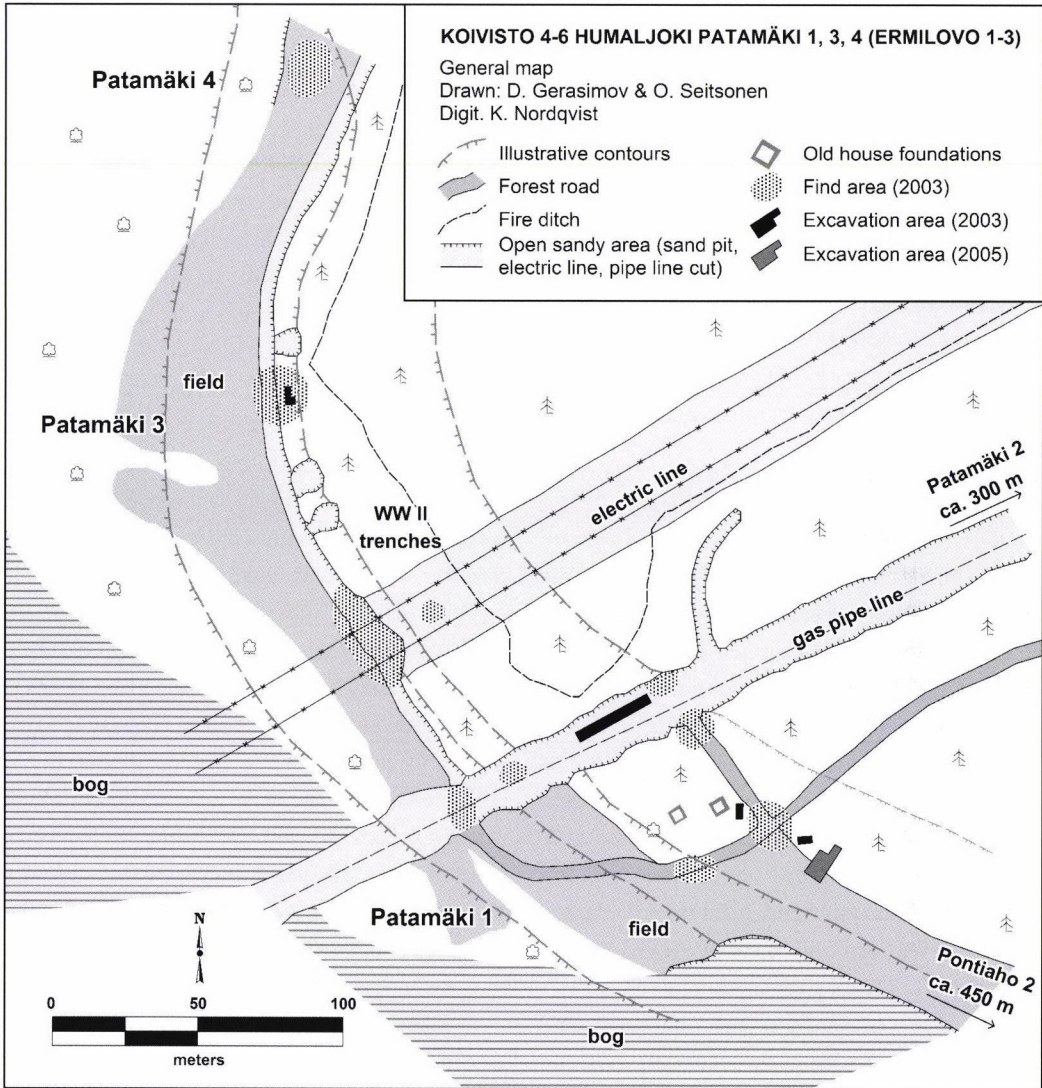 KOIVISTO 4-6 HUMALJOKI PATAMÄKI 1, 3, 4 (ERMILOVO 1-3)
General map
Drawn: D. Gerasimov & O. Seitsonen
Digit. K. Nordqvist
Illustrative contours
Forest road
Fire ditch
Open sandy area (sand pit,
electric line, pipe line cut)
Old house foundations
Find area (2003)
Excavation area (2003)
Excavation area (2005)
Patamäki 4
field
Patamäki 3
WW II
trenches
electric line
Patamäki 2
ca. 300 m
gas pipe line
bog
Patamäki 1
field
Pontiaho 2
ca. 450 m
bog
N
0 50 100
meters